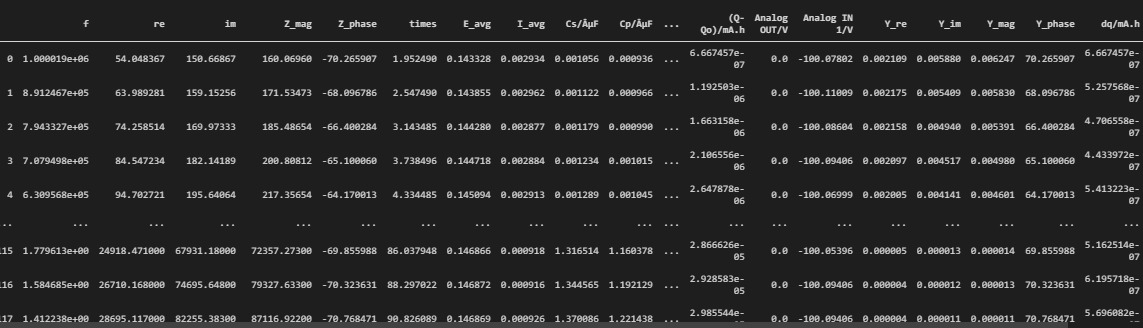 f re im Z_mag Z_phase times E_avg I_avg Cs/ÂµF Cp/ÂµF ... (Q- Analog Analog IN Y_re Y_im Y_mag Y_phase dq/mA.h
Qo)/mA.h OUT/V 1/V
0 1.000019e+06 54.048367 150.66867 160.06960 -70.265907 1.952490 0.143328 0.002934 0.001056 0.000936 ... 6.667457e- 0.0 -100.07802 0.002109 0.005880 0.006247 70.265907 6.667457e-
07 07
1 8.912467e+05 63.989281 159.15256 171.53473 -68.096786 2.547490 0.143855 0.002962 0.001122 0.000966 ... 1.192503e- 0.0 -100.11009 0.002175 0.005409 0.005830 68.096786 5.257568e-
06 07
2 7.943327e+05 74.258514 169.97333 185.48654 -66.400284 3.143485 0.144280 0.002877 0.001179 0.000990 ... 1.663158e- 0.0 -100.08604 0.002158 0.004940 0.005391 66.400284 4.706558e-
06 07
3 7.079498e+05 84.547234 182.14189 200.80812 -65.100060 3.738496 0.144718 0.002884 0.001234 0.001015 ... 2.106556e- 0.0 -100.09406 0.002097 0.004517 0.004980 65.100060 4.433972e-
06 07
4 6.309568e+05 94.702721 195.64064 217.35654 -64.170013 4.334485 0.145094 0.002913 0.001289 0.001045 ... 2.647878e- 0.0 -100.06999 0.002005 0.004141 0.004601 64.170013 5.413223e-
06 07
... ... ... ... ... ... ... ... ... ... ... ... ... ... ... ... ... ... ... ...
15 1.779613e+00 24918.471000 67931.18000 72357.27300 -69.855988 86.037948 0.146866 0.000918 1.316514 1.160378 ... 2.866626e- 0.0 -100.05396 0.000005 0.000013 0.000014 69.855988 5.162514e-
05 07
16 1.584685e+00 26710.168000 74695.64800 79327.63300 -70.323631 88.297022 0.146872 0.000916 1.344565 1.192129 ... 2.928583e- 0.0 -100.09406 0.000004 0.000012 0.000013 70.323631 6.195718e-
05 07
17 1.412238e+00 28695.117000 82255.38300 87116.92200 -70.768471 90.826089 0.146869 0.000926 1.370086 1.221438 ... 2.985544e- 0.0 -100.09406 0.000004 0.000011 0.000011 70.768471 5.696082e-